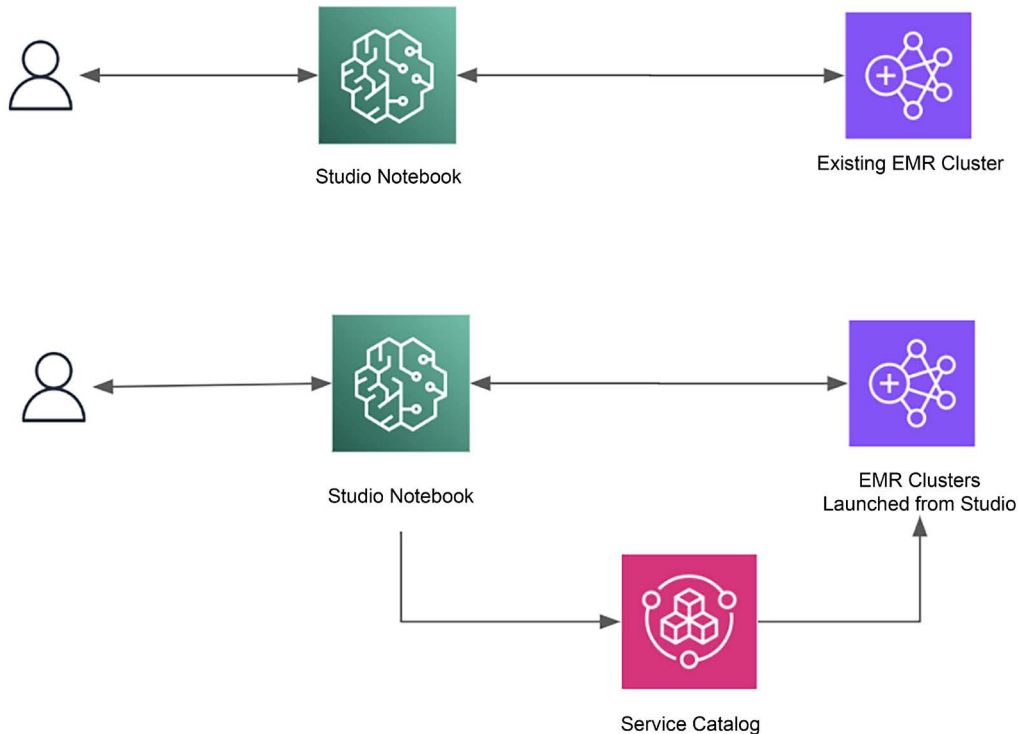 Studio Notebook
Existing EMR Cluster
Studio Notebook
EMR Clusters
Launched from Studio
Service Catalog